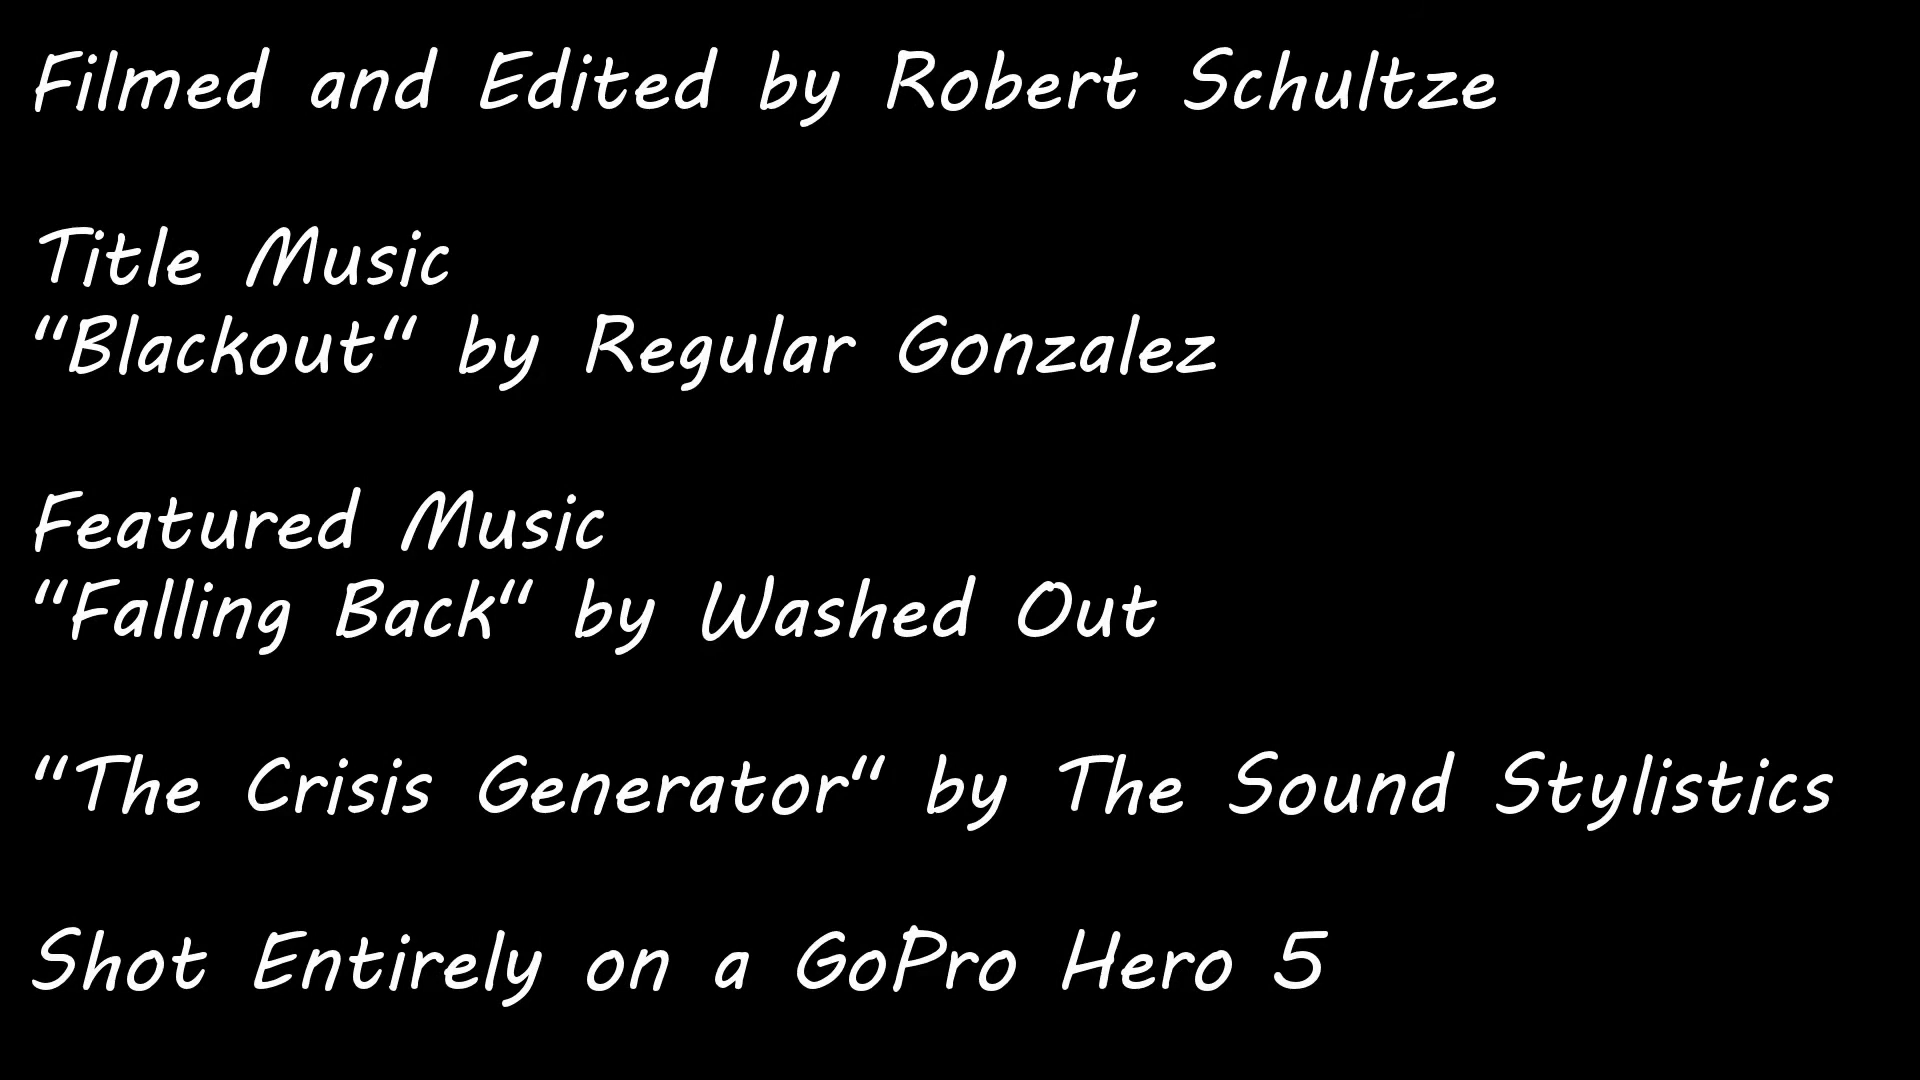 Filmed and Edited by Robert Schultze
Title Music
“Blackout“ by Regular Gonzalez
Featured Music
“Falling Back“ by Washed Out
“The Crisis Generator“ by The Sound Stylistics
Shot Entirely on a GoPro Hero 5